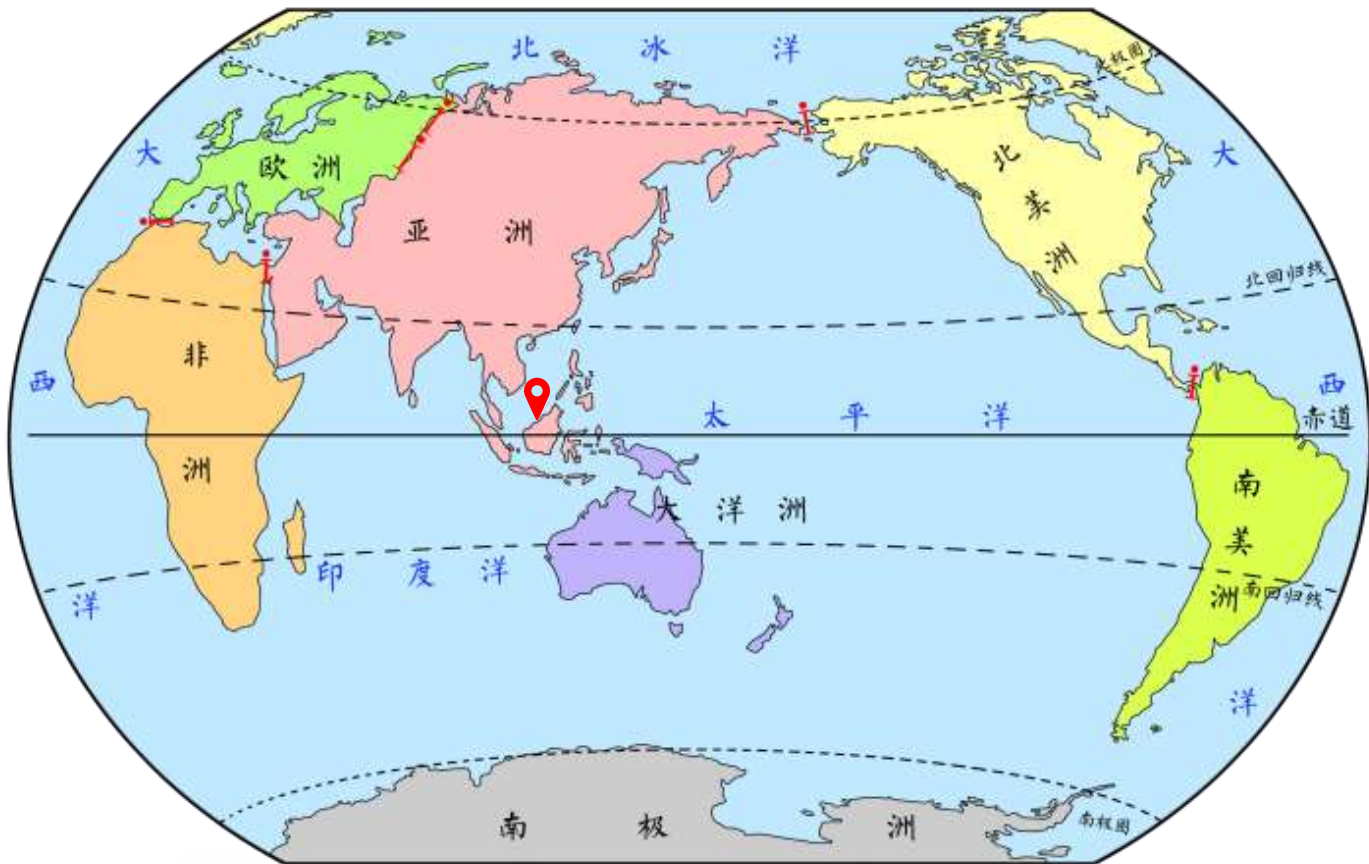 北冰洋
北极圈
大
大
欧洲
北美洲
亚洲
北回归线
非洲
西
太平洋
西
赤道
南美洲
大洋洲
印度洋
南回归线
洋
洋
南极洲
南极圈